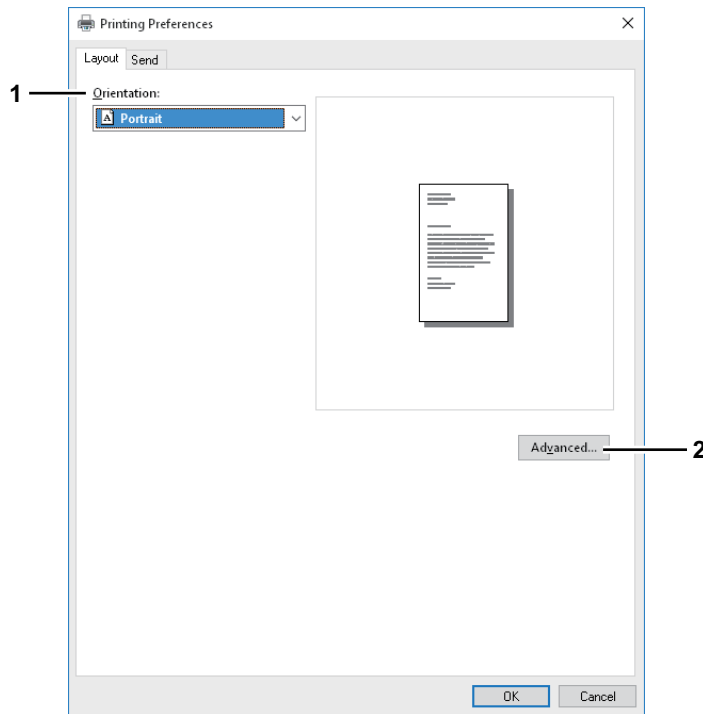 Printing Preferences
Layout Send
1
Orientation:
A Portrait
Advanced...
2
OK Cancel